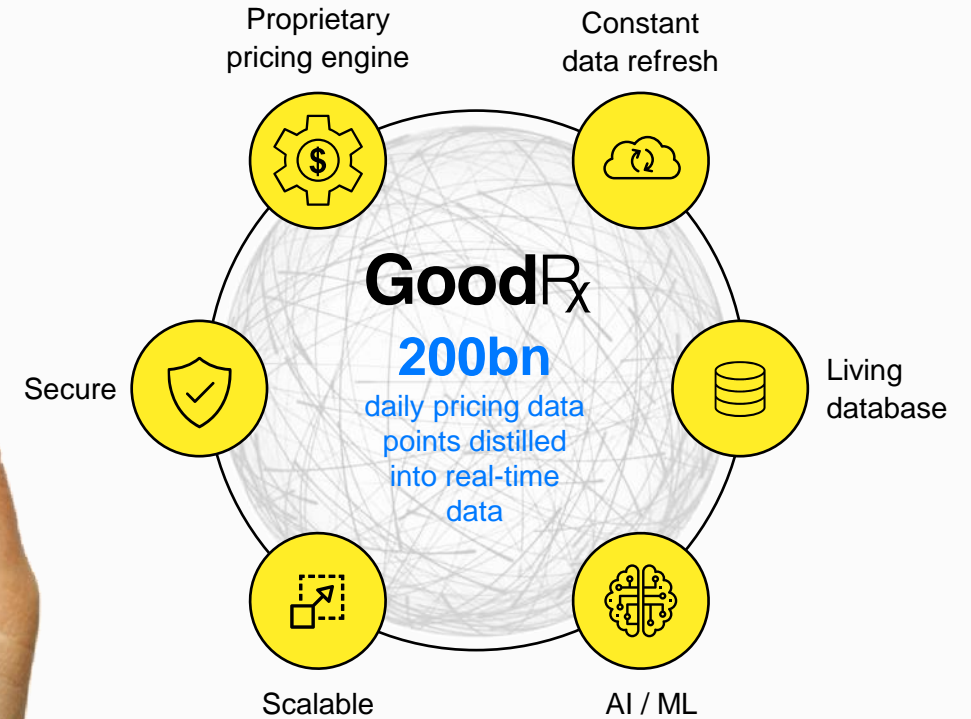 Proprietary
pricing engine
Constant
data refresh
$
GoodRx
200bn
daily pricing data
points distilled
into real-time
data
Secure
Living
database
Scalable
AI / ML